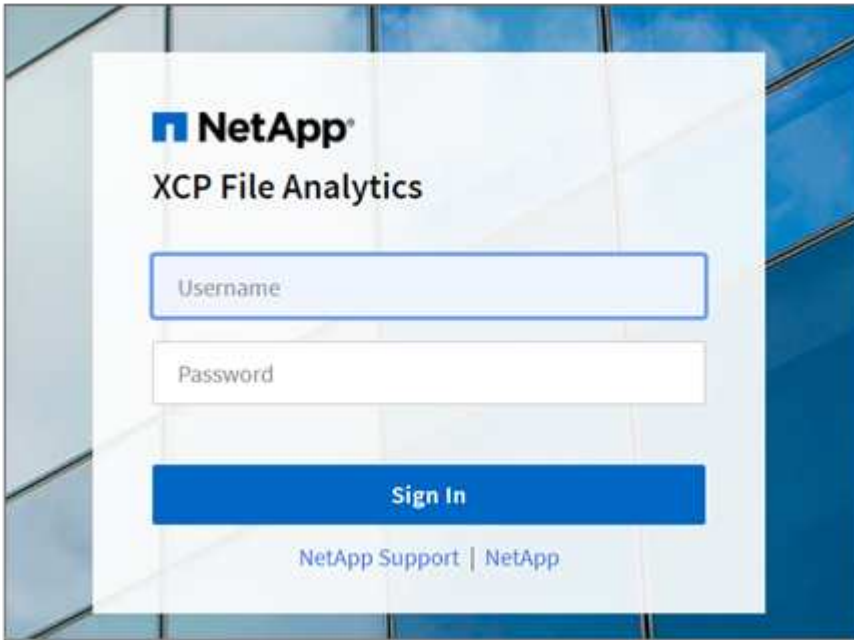 NetApp®
XCP File Analytics
Username
Password
Sign In
NetApp Support | NetApp